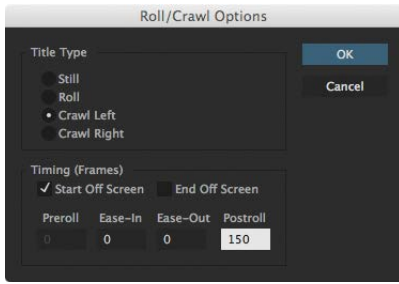 Roll/Crawl Options
Title Type
Still
Roll
Crawl Left
Crawl Right
OK
Cancel
Timing (Frames)
Start Off Screen End Off Screen
Preroll Ease-In Ease-Out Postroll
0 0 0 150